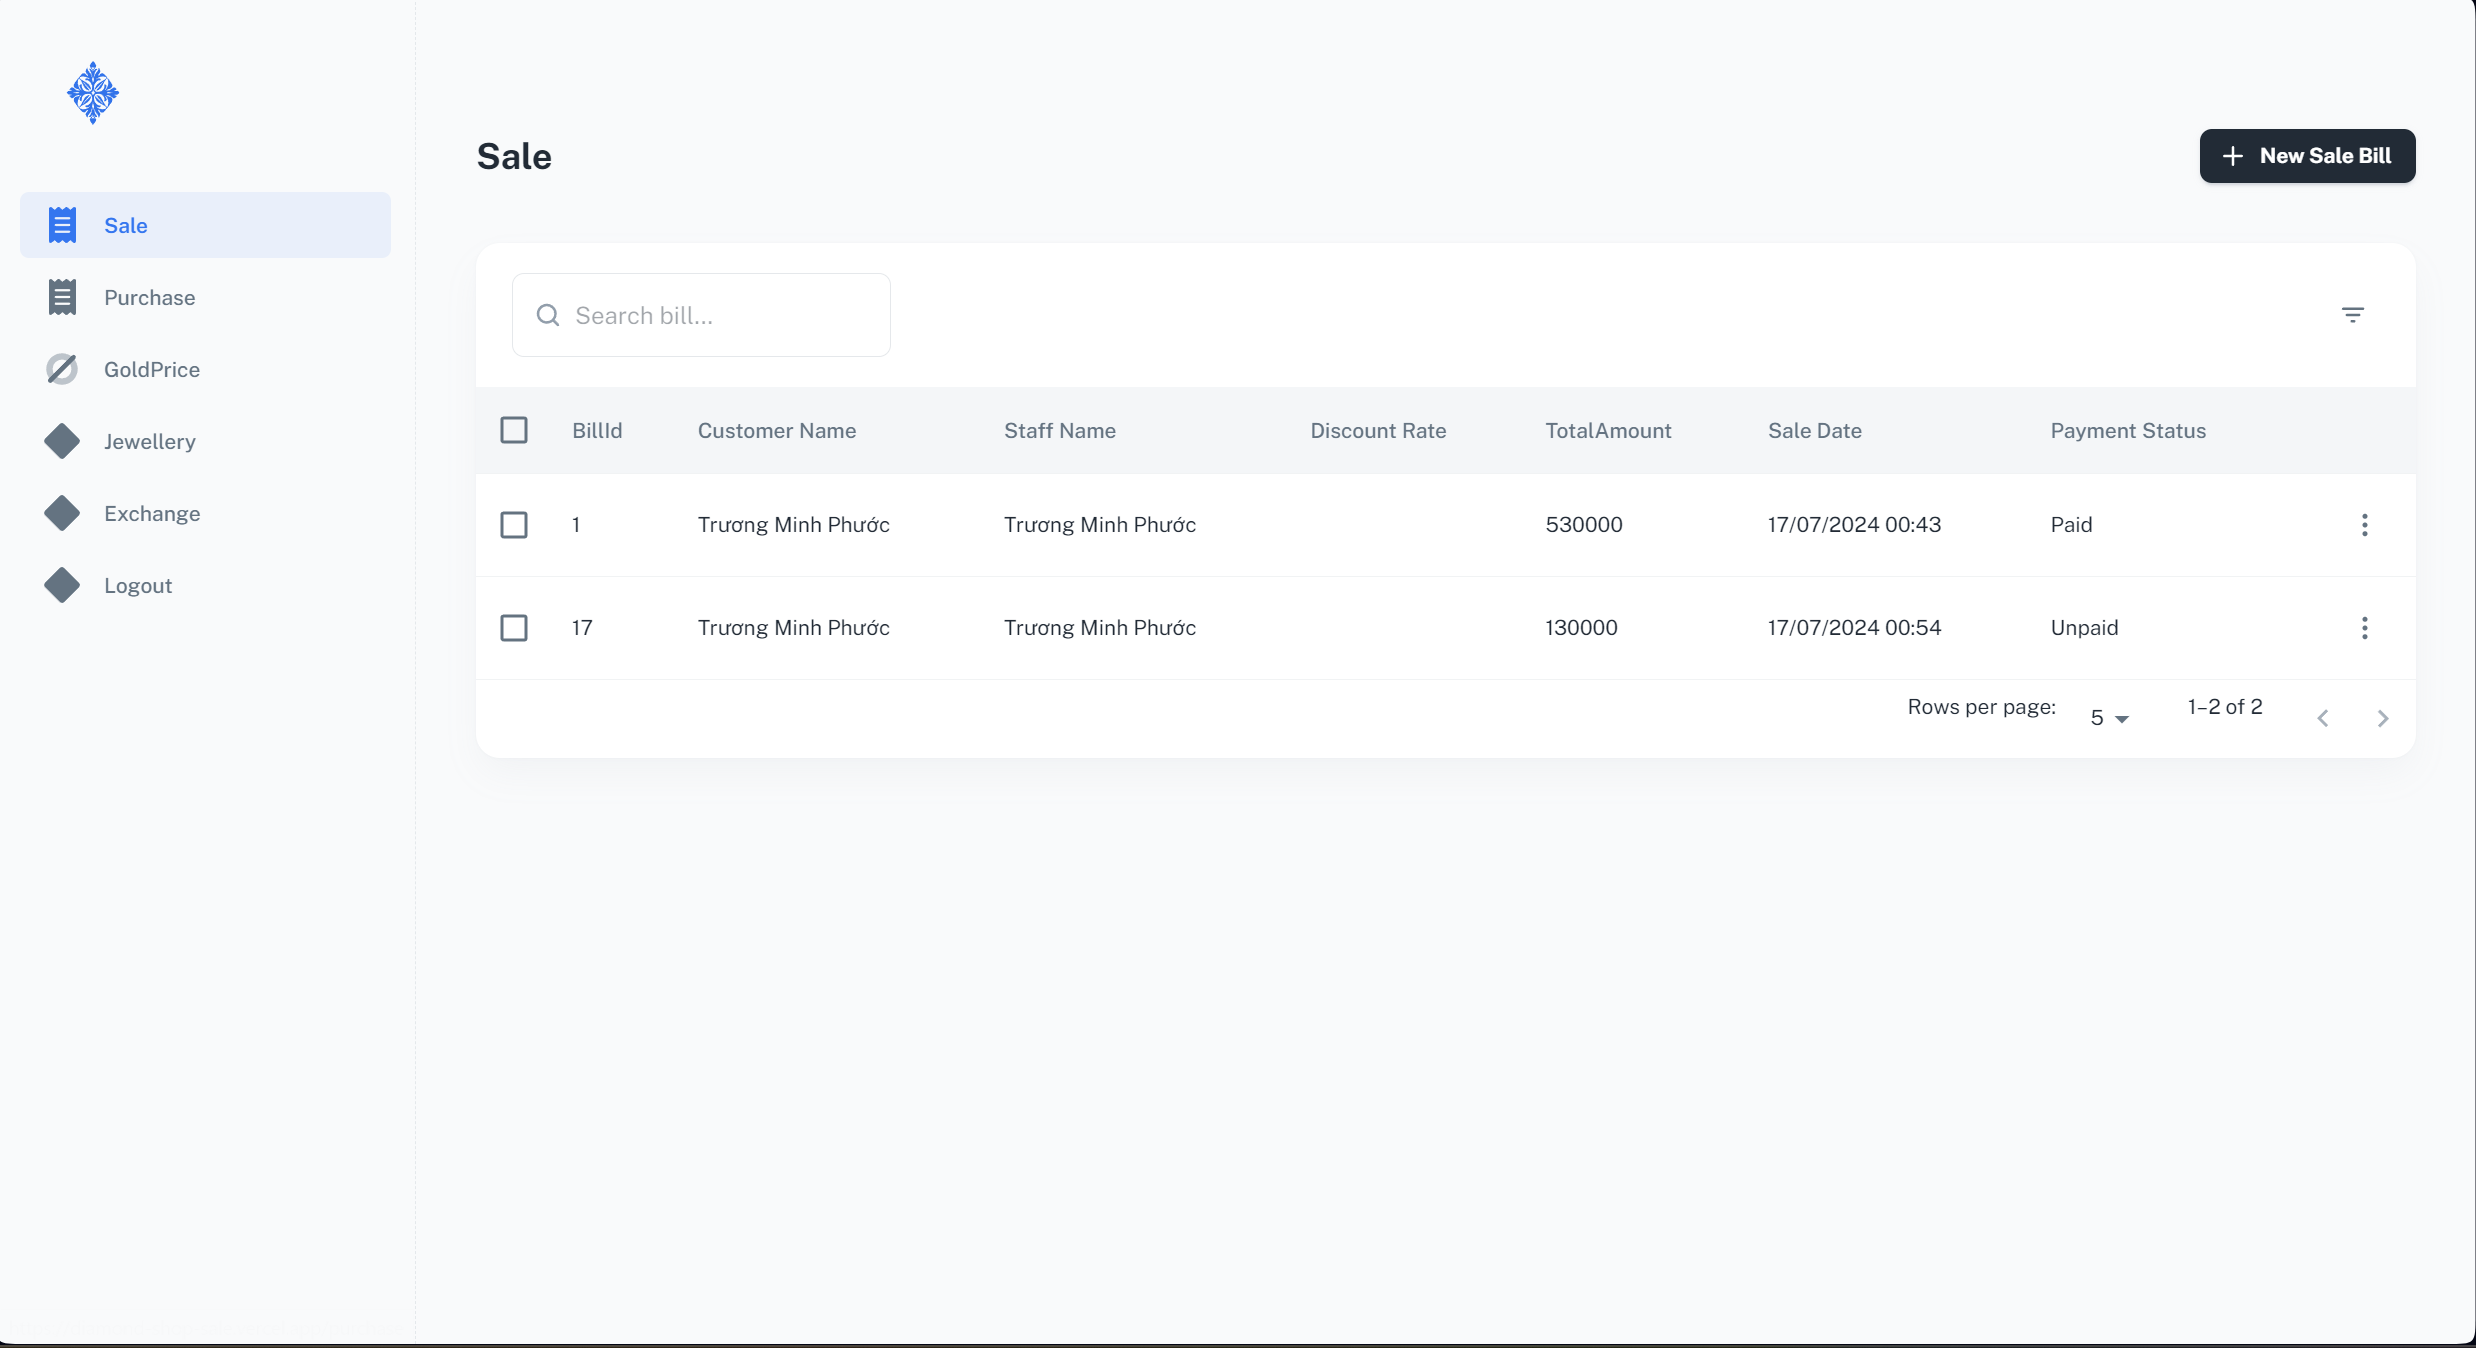 Sale
Purchase
GoldPrice
Jewellery
Exchange
Logout
Sale
New Sale Bill
Search bill...
BillId Customer Name Staff Name Discount Rate TotalAmount Sale Date Payment Status
1 Trương Minh Phước Trương Minh Phước 530000 17/07/2024 00:43 Paid
17 Trương Minh Phước Trương Minh Phước 130000 17/07/2024 00:54 Unpaid
Rows per page: 5 1–2 of 2